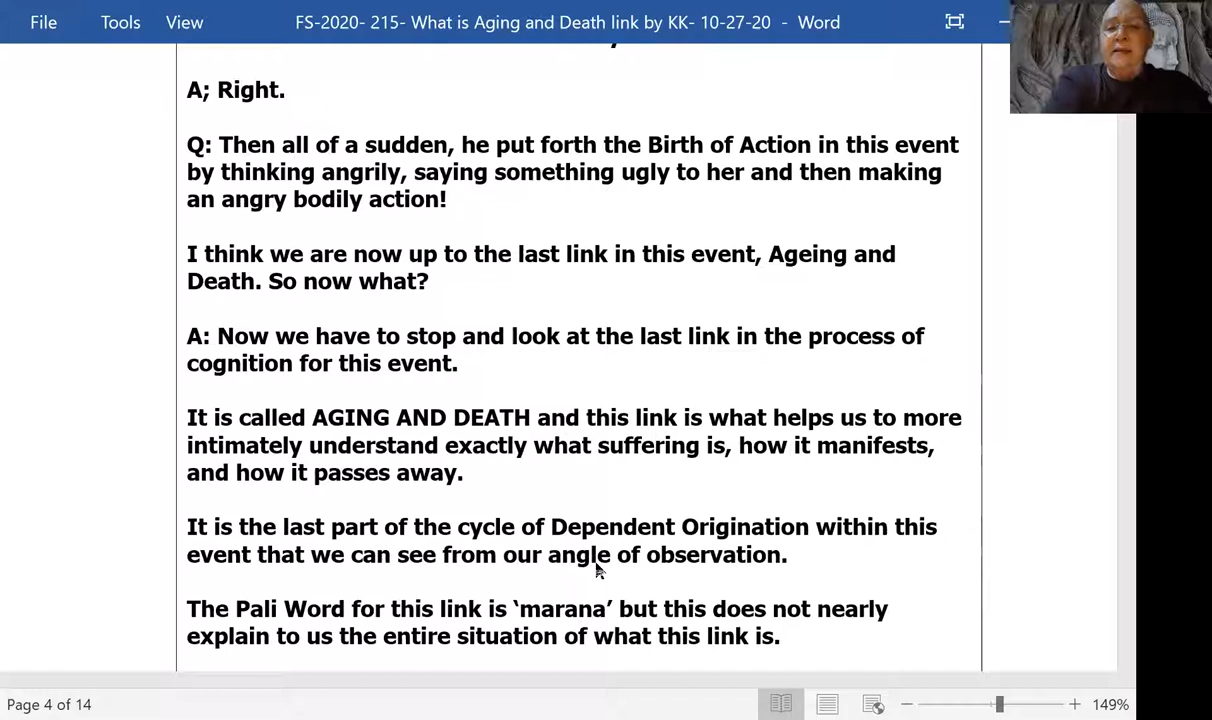 File Tools View FS-2020- 215- What is Aging and Death link by KK- 10-27-20 - Word
A; Right.
Q: Then all of a sudden, he put forth the Birth of Action in this event
by thinking angrily, saying something ugly to her and then making
an angry bodily action!
I think we are now up to the last link in this event, Ageing and
Death. So now what?
A: Now we have to stop and look at the last link in the process of
cognition for this event.
It is called AGING AND DEATH and this link is what helps us to more
intimately understand exactly what suffering is, how it manifests,
and how it passes away.
It is the last part of the cycle of Dependent Origination within this
event that we can see from our angle of observation.
The Pali Word for this link is ‘marana’ but this does not nearly
explain to us the entire situation of what this link is.
Page 4 of 14 149%